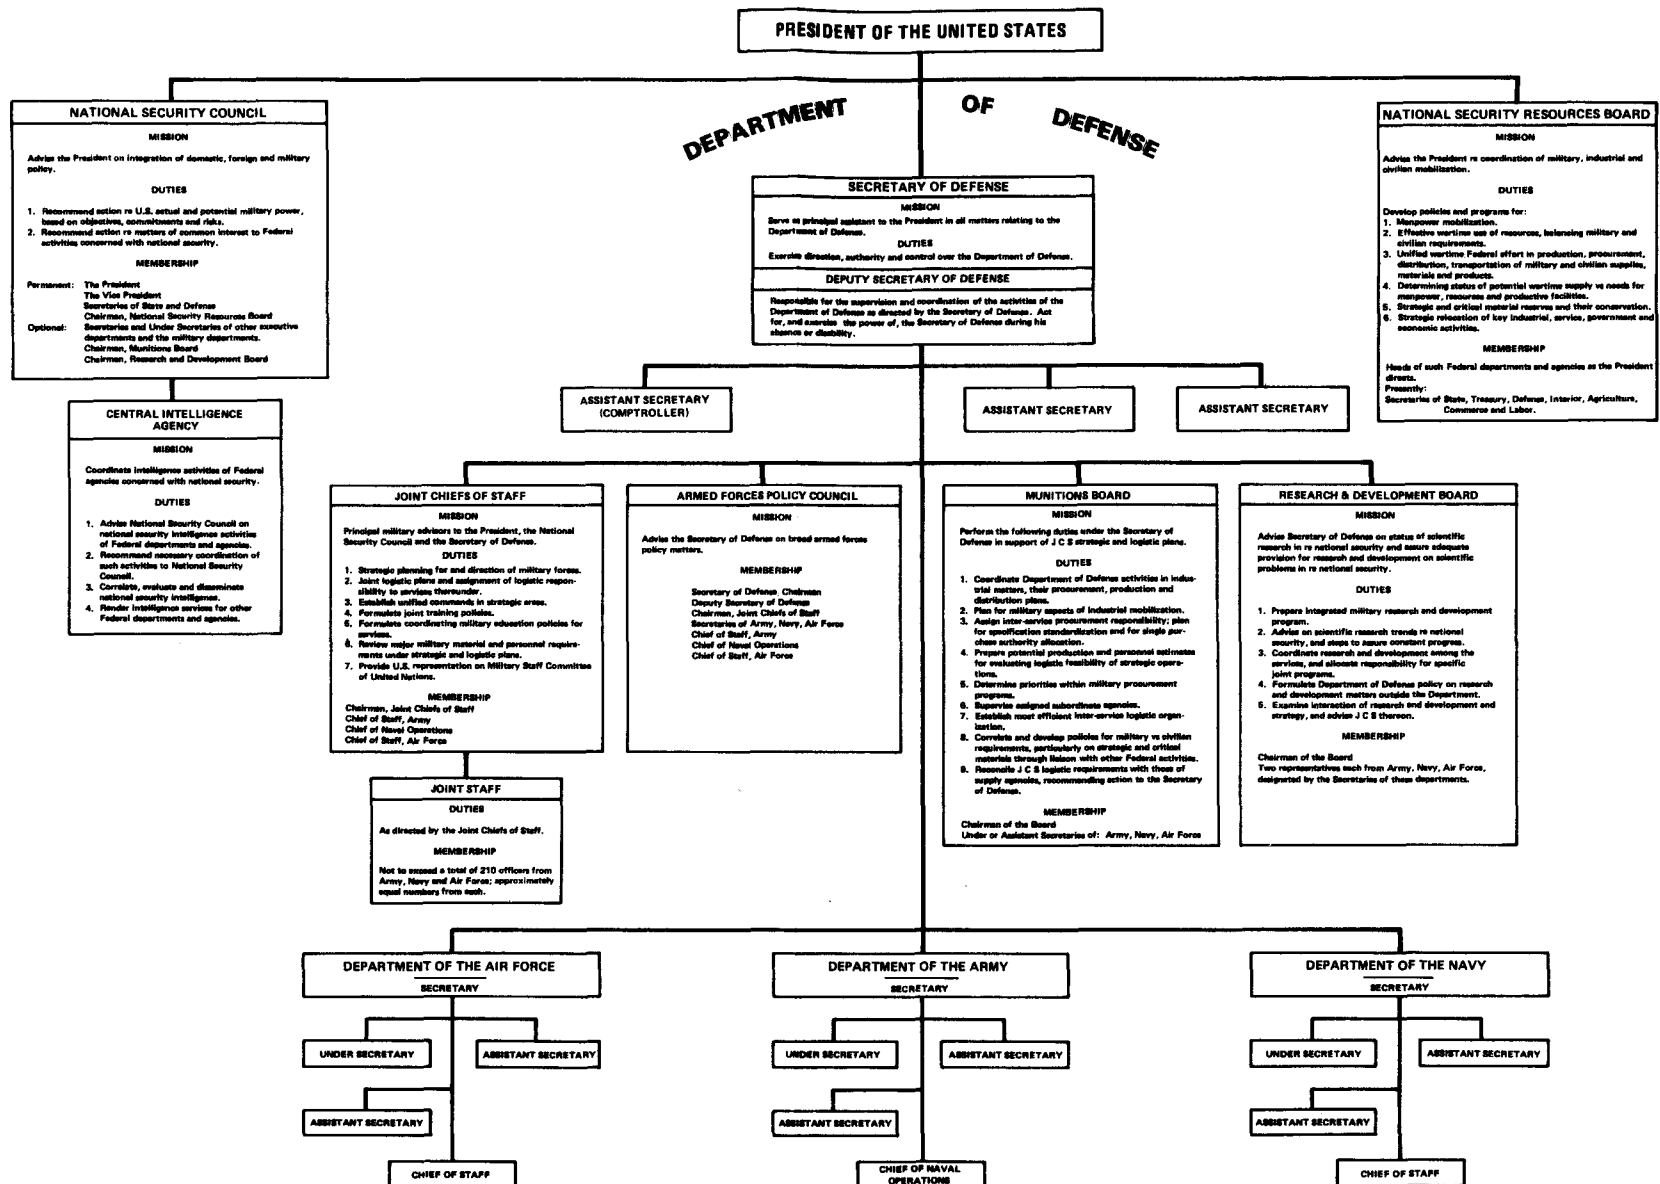 PRESIDENT OF THE UNITED STATES
DEPARTMENT OF DEFENSE
NATIONAL SECURITY COUNCIL
MISSION
Advise the President on integration of domestic, foreign and military
policy.
DUTIES
1. Recommend action re U.S. actual and potential military power,
based on objectives, commitments and risks.
2. Recommend action re matters of common interest to Federal
activities concerned with national security.
MEMBERSHIP
Permanent: The President
The Vice President
Secretaries of State and Defense
Chairman, National Security Resources Board
Optional: Secretaries and Under Secretaries of other executive
departments and the military departments.
Chairman, Munitions Board
Chairman, Research and Development Board
CENTRAL INTELLIGENCE
AGENCY
MISSION
Coordinate intelligence activities of Federal
agencies concerned with national security.
DUTIES
1. Advise National Security Council on
national security intelligence activities
of Federal departments and agencies.
2. Recommend necessary coordination of
such activities to National Security
Council.
3. Correlate, evaluate and disseminate
national security intelligence.
4. Render intelligence services for other
Federal departments and agencies.
SECRETARY OF DEFENSE
MISSION
Serve as principal assistant to the President in all matters relating to the
Department of Defense.
DUTIES
Exercise direction, authority and control over the Department of Defense.
DEPUTY SECRETARY OF DEFENSE
Responsible for the supervision and coordination of the activities of the
Department of Defense as directed by the Secretary of Defense. Act
for, and exercise the power of, the Secretary of Defense during his
absence or disability.
NATIONAL SECURITY RESOURCES BOARD
MISSION
Advise the President re coordination of military, industrial and
civilian mobilization.
DUTIES
Develop policies and programs for:
1. Manpower mobilization.
2. Effective wartime use of resources, balancing military and
civilian requirements.
3. Unified wartime Federal effort in production, procurement,
distribution, transportation of military and civilian supplies,
materials and products.
4. Determining status of potential wartime supply vs needs for
manpower, resources and productive facilities.
5. Strategic and critical material reserves and their conservation.
6. Strategic relocation of key industrial, service, government and
economic activities.
MEMBERSHIP
Heads of such Federal departments and agencies as the President
directs.
Presently:
Secretaries of State, Treasury, Defense, Interior, Agriculture,
Commerce and Labor.
ASSISTANT SECRETARY
(COMPTROLLER)
ASSISTANT SECRETARY
ASSISTANT SECRETARY
JOINT CHIEFS OF STAFF
MISSION
Principal military advisors to the President, the National
Security Council and the Secretary of Defense.
DUTIES
1. Strategic planning for and direction of military forces.
2. Joint logistic plans and assignment of logistic respon-
sibility to services thereunder.
3. Establish unified commands in strategic areas.
4. Formulate joint training policies.
5. Formulate coordinating military education policies for
services.
6. Review major military material and personnel require-
ments under strategic and logistic plans.
7. Provide U.S. representation on Military Staff Committee
of United Nations.
MEMBERSHIP
Chairman, Joint Chiefs of Staff
Chief of Staff, Army
Chief of Naval Operations
Chief of Staff, Air Force
JOINT STAFF
DUTIES
As directed by the Joint Chiefs of Staff.
MEMBERSHIP
Not to exceed a total of 210 officers from
Army, Navy and Air Force; approximately
equal numbers from each.
ARMED FORCES POLICY COUNCIL
MISSION
Advise the Secretary of Defense on broad armed forces
policy matters.
MEMBERSHIP
Secretary of Defense, Chairman
Deputy Secretary of Defense
Chairman, Joint Chiefs of Staff
Secretaries of Army, Navy, Air Force
Chief of Staff, Army
Chief of Naval Operations
Chief of Staff, Air Force
MUNITIONS BOARD
MISSION
Perform the following duties under the Secretary of
Defense in support of J C S strategic and logistic plans.
DUTIES
1. Coordinate Department of Defense activities in indus-
trial matters, their procurement, production and
distribution plans.
2. Plan for military aspects of industrial mobilization.
3. Assign inter-service procurement responsibility; plan
for specification standardization and for single pur-
chase authority allocation.
4. Prepare potential production and personnel estimates
for evaluating logistic feasibility of strategic opera-
tions.
5. Determine priorities within military procurement
programs.
6. Supervise assigned subordinate agencies.
7. Establish most efficient inter-service logistic organ-
ization.
8. Correlate and develop policies for military vs civilian
requirements, particularly on strategic and critical
materials through liaison with other Federal activities.
9. Reconcile J C S logistic requirements with those of
supply agencies, recommending action to the Secretary
of Defense.
MEMBERSHIP
Chairman of the Board
Under or Assistant Secretaries of: Army, Navy, Air Force
RESEARCH & DEVELOPMENT BOARD
MISSION
Advise Secretary of Defense on status of scientific
research in re national security and assure adequate
provision for research and development on scientific
problems in re national security.
DUTIES
1. Prepare integrated military research and development
program.
2. Advise on scientific research trends re national
security, and steps to assure constant progress.
3. Coordinate research and development among the
services, and allocate responsibility for specific
joint programs.
4. Formulate Department of Defense policy on research
and development matters outside the Department.
5. Examine interaction of research and development and
strategy, and advise J C S thereon.
MEMBERSHIP
Chairman of the Board
Two representatives each from Army, Navy, Air Force,
designated by the Secretaries of these departments.
DEPARTMENT OF THE AIR FORCE
SECRETARY
UNDER SECRETARY
ASSISTANT SECRETARY
ASSISTANT SECRETARY
CHIEF OF STAFF
DEPARTMENT OF THE ARMY
SECRETARY
UNDER SECRETARY
ASSISTANT SECRETARY
ASSISTANT SECRETARY
CHIEF OF NAVAL
OPERATIONS
DEPARTMENT OF THE NAVY
SECRETARY
UNDER SECRETARY
ASSISTANT SECRETARY
ASSISTANT SECRETARY
CHIEF OF STAFF